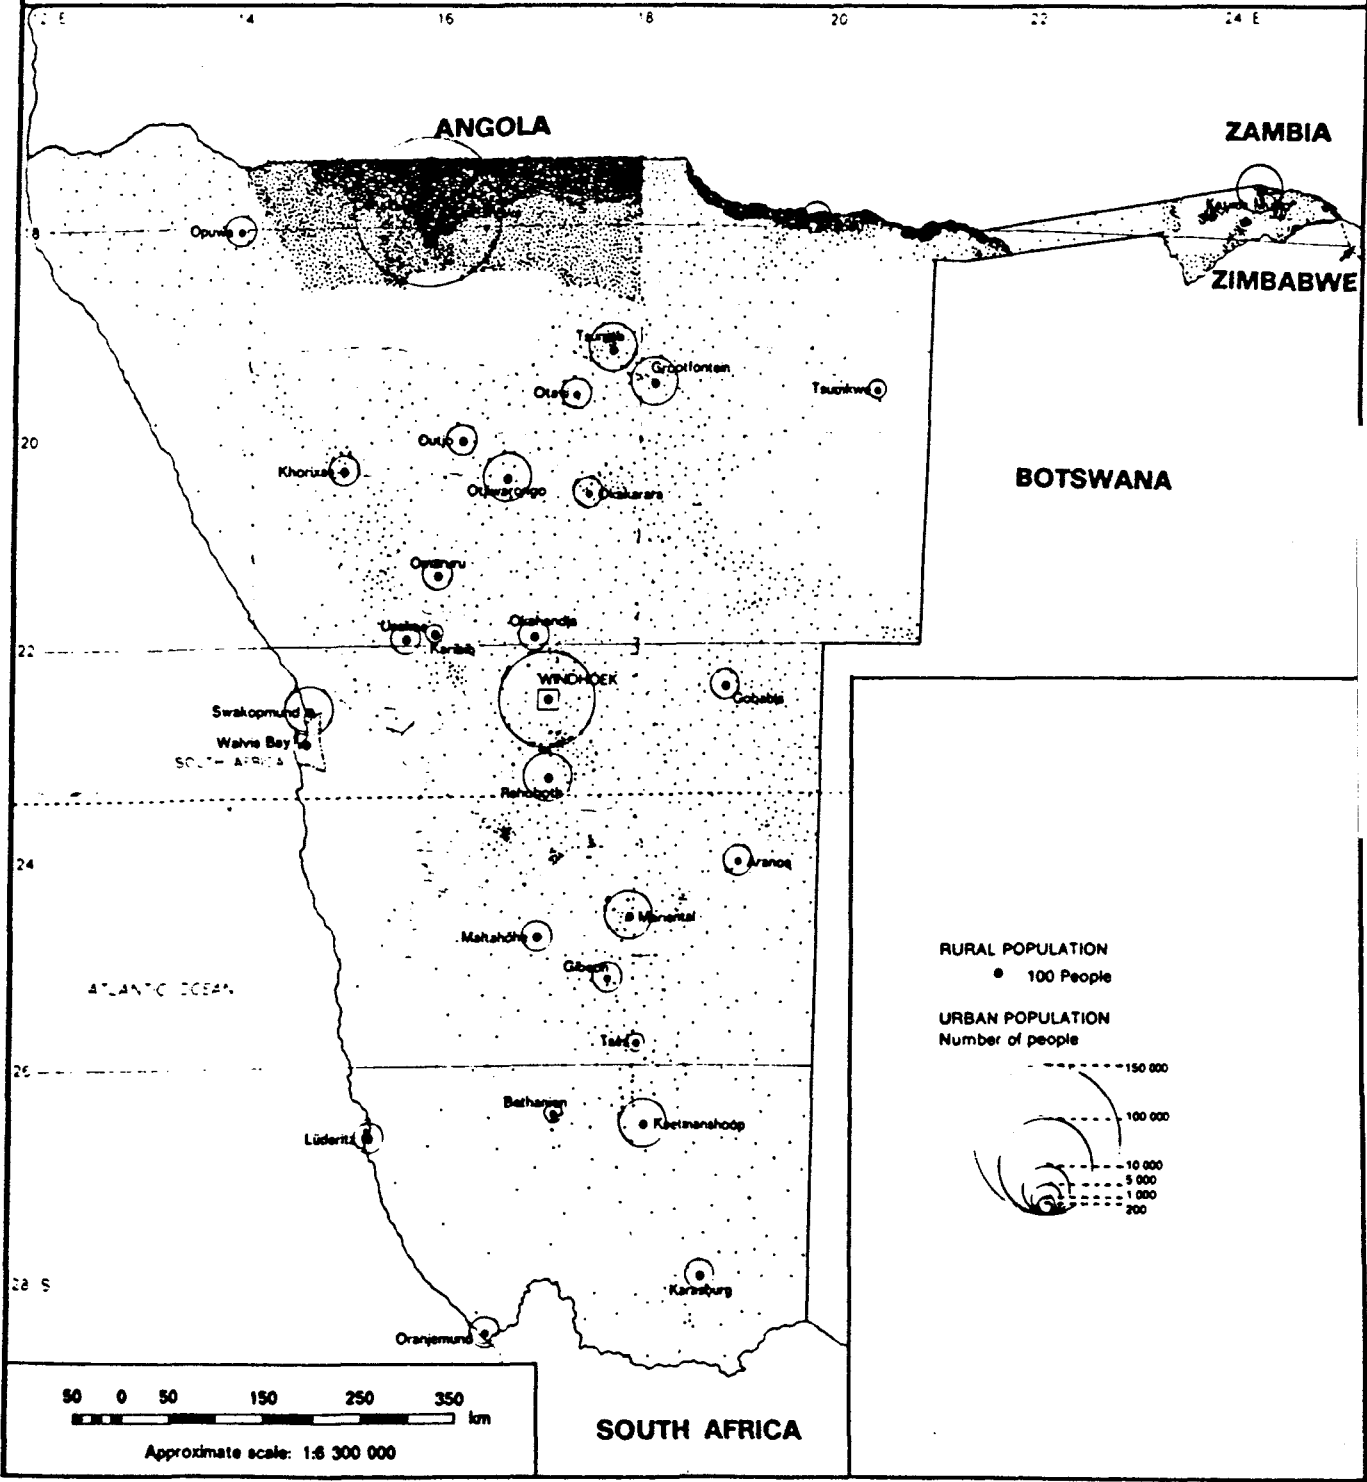 14
16
18
20
22
24 E
ANGOLA
ZAMBIA
Opuwo
ZIMBABWE
Tsumeb
Grootfontein
Otavi
Tsumkwe
20
Outjo
Khorixas
Otjiwarongo
Okakarara
BOTSWANA
Omaruru
Usakos
Karibib
Okahandja
22
WINDHOEK
Gobabis
Swakopmund
Walvis Bay
SOUTH AFRICA
Rehoboth
24
Aranos
Mariental
Maltahöhe
Gibeon
ATLANTIC OCEAN
RURAL POPULATION
100 People
URBAN POPULATION
Number of people
150 000
100 000
10 000
5 000
1 000
200
26
Bethanien
Keetmanshoop
Lüderitz
28 S
Karasburg
Oranjemund
50 0 50 150 250 350
km
Approximate scale: 1:6 300 000
SOUTH AFRICA